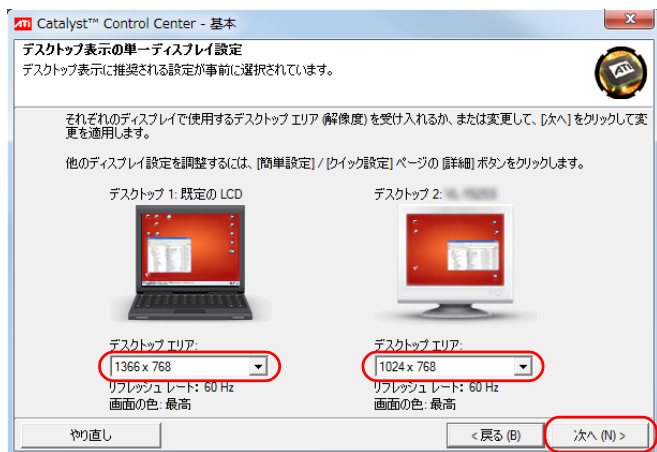 ATI Catalyst™ Control Center - 基本
デスクトップ表示の単一ディスプレイ設定
デスクトップ表示に推奨される設定が事前に選択されています。
ATI
それぞれのディスプレイで使用するデスクトップ エリア (解像度) を受け入れるか、または変更して、[次へ] をクリックして変
更を適用します。
他のディスプレイ設定を調整するには、[簡単設定] / [クイック設定] ページの [詳細] ボタンをクリックします。
デスクトップ 1: 既定の LCD
デスクトップ 2:
デスクトップ エリア:
デスクトップ エリア:
1366 x 768
1024 x 768
リフレッシュ レート: 60 Hz
リフレッシュ レート: 60 Hz
画面の色: 最高
画面の色: 最高
やり直し
< 戻る (B)
次へ (N) >